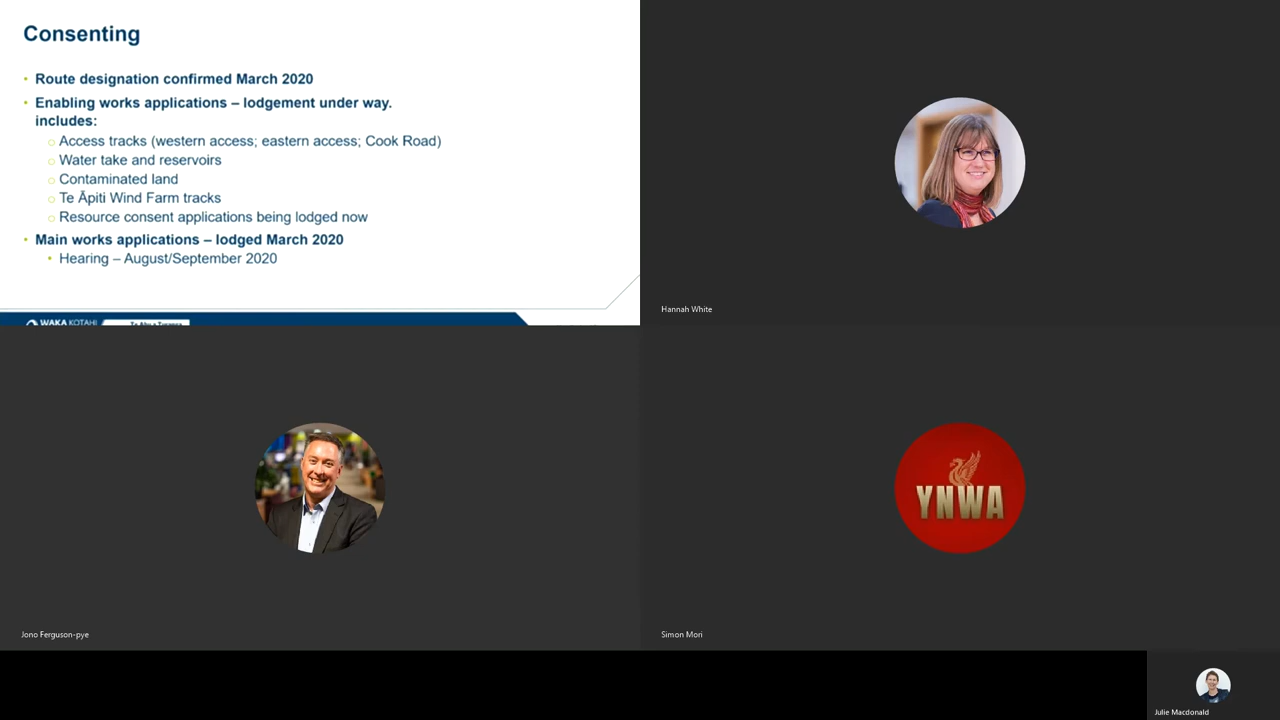 Consenting
• Route designation confirmed March 2020
• Enabling works applications – lodgement under way.
includes:
o Access tracks (western access; eastern access; Cook Road)
o Water take and reservoirs
o Contaminated land
o Te Āpiti Wind Farm tracks
o Resource consent applications being lodged now
• Main works applications – lodged March 2020
• Hearing – August/September 2020
WAKA KOTAHI
Hannah White
YNWA
Jono Ferguson-pye
Simon Mori
Julie Macdonald